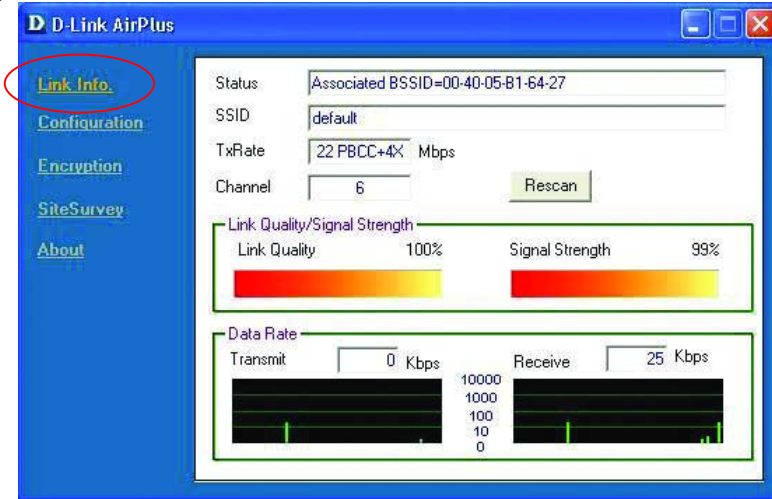 D-Link AirPlus
Link Info.
Configuration
Encryption
SiteSurvey
About
Status Associated BSSID=00-40-05-B1-64-27
SSID default
TxRate 22 PBCC+4X Mbps
Channel 6 Rescan
Link Quality/Signal Strength
Link Quality 100% Signal Strength 99%
Data Rate
Transmit 0 Kbps Receive 25 Kbps
10000
1000
100
10
0